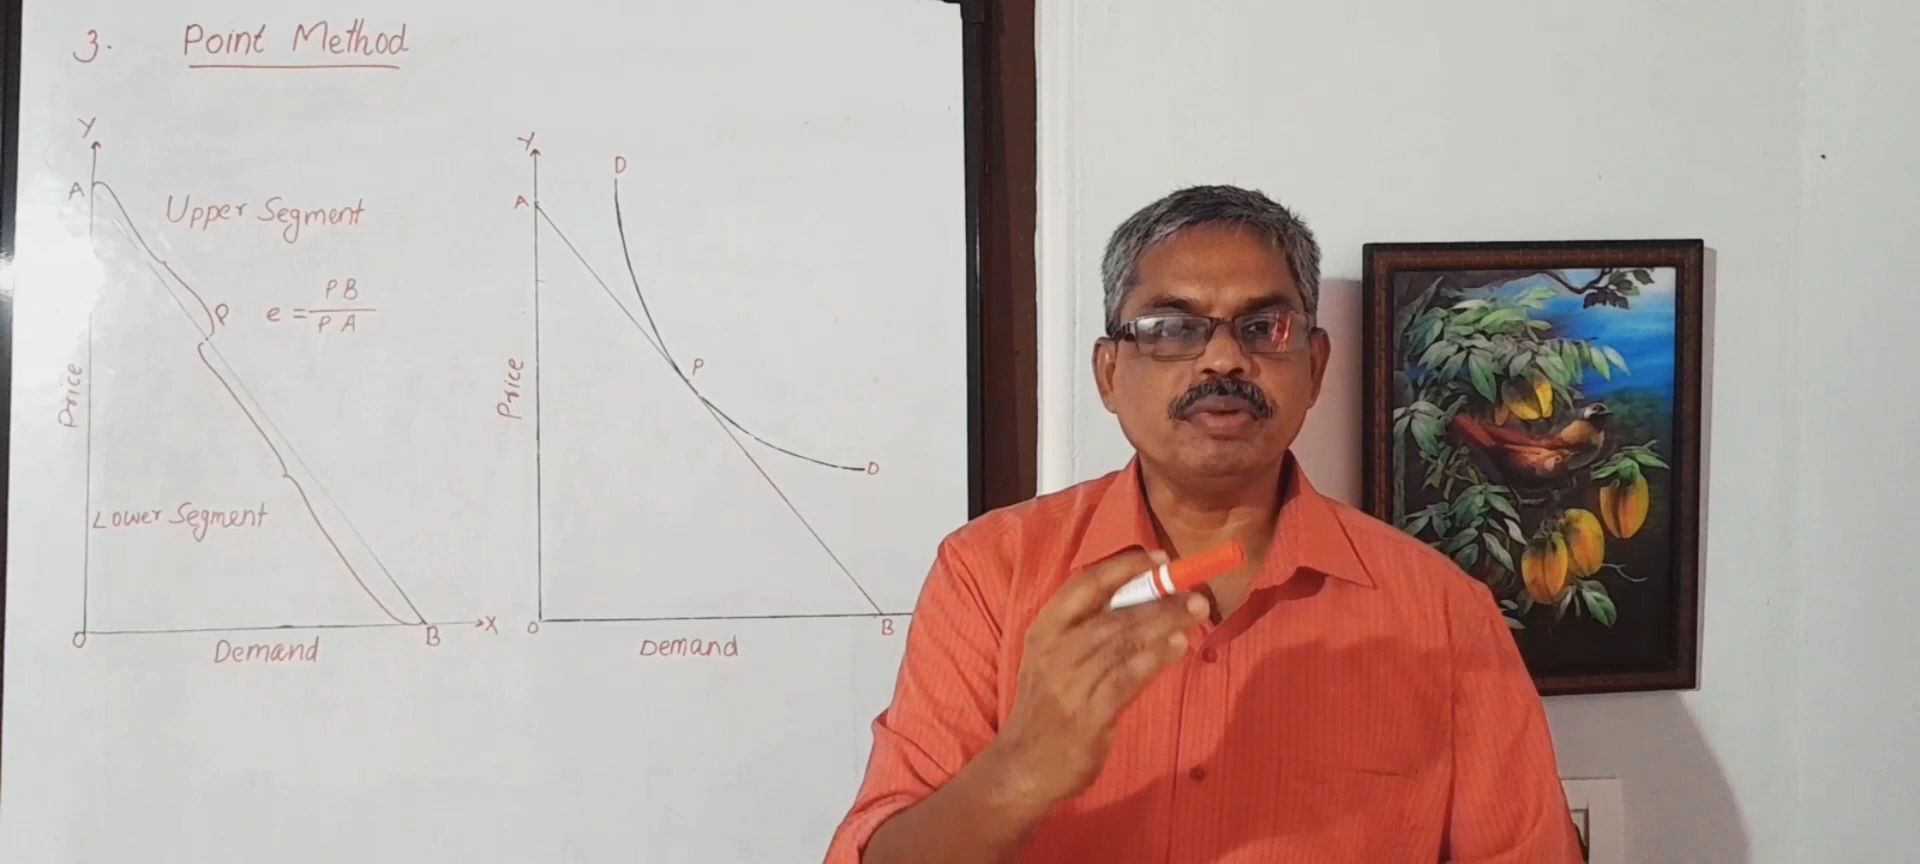 3. Point Method
Y
A
Upper Segment
P
e = PB
PA
Price
Lower Segment
O
B
X
Demand
Y
D
A
P
Price
D
O
B
Demand